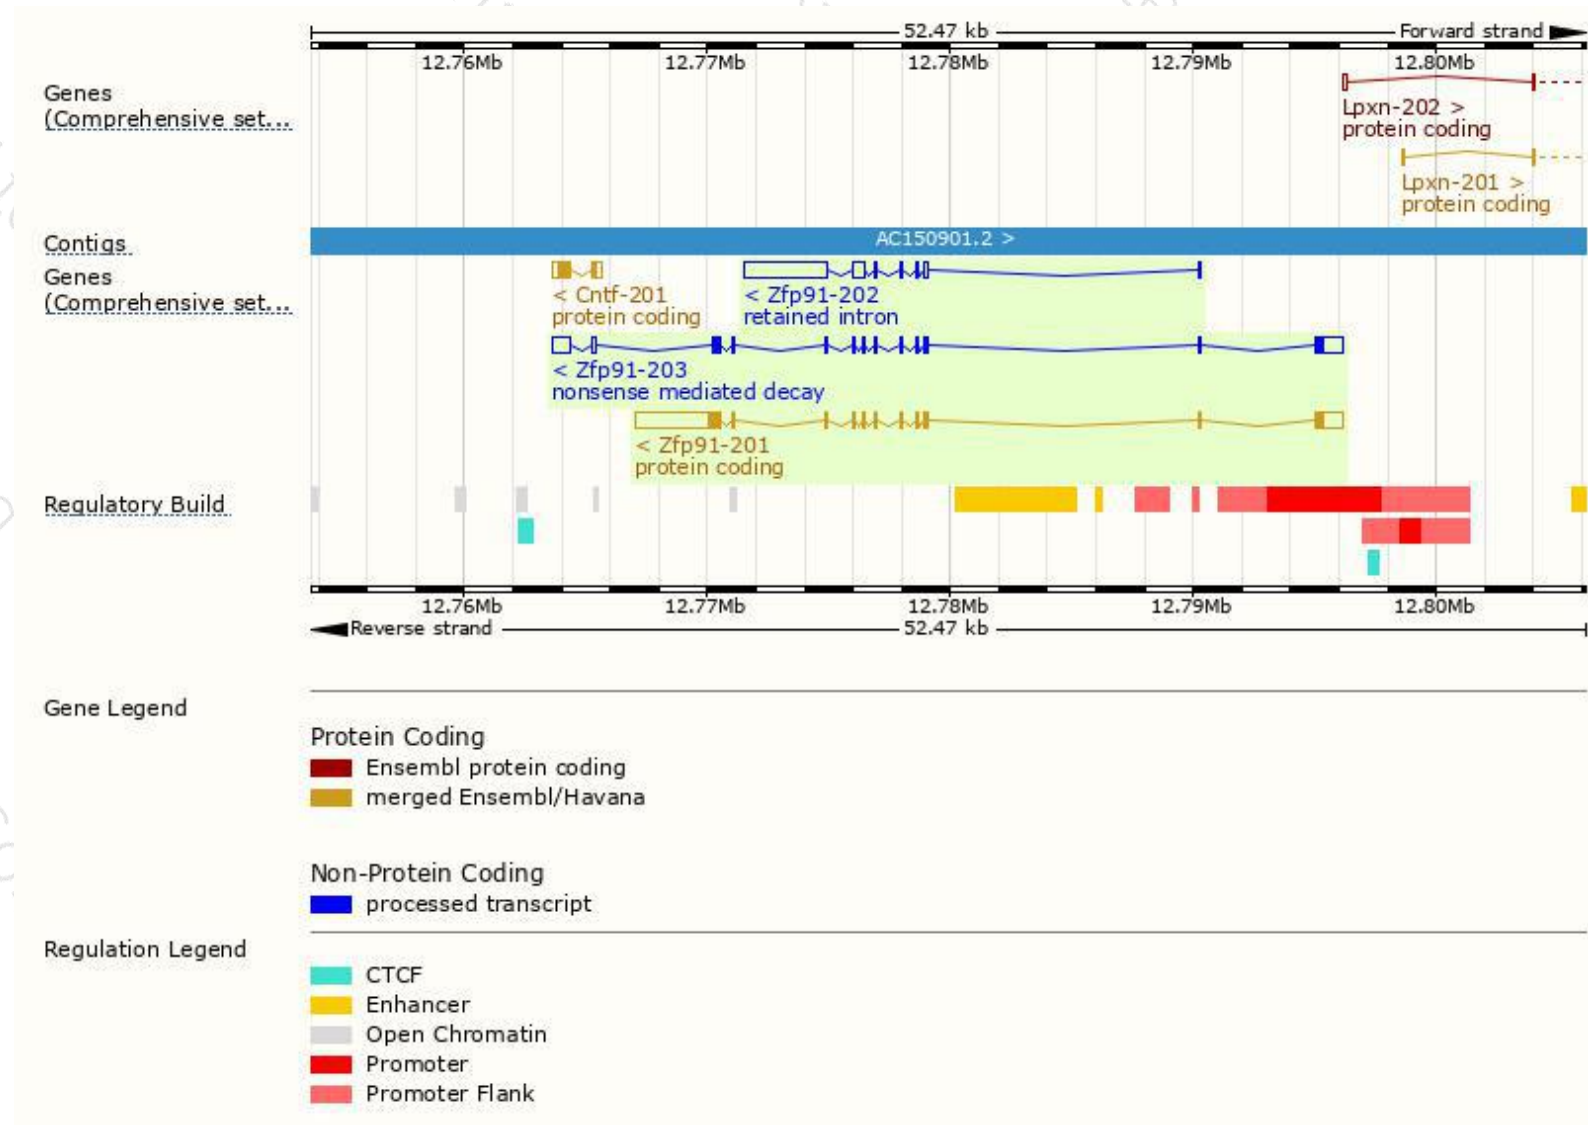 52.47 kb Forward strand
12.76Mb 12.77Mb 12.78Mb 12.79Mb 12.80Mb
Genes
(Comprehensive set...
Lpxn-202 >
protein coding
Lpxn-201 >
protein coding
Contigs AC150901.2 >
Genes
(Comprehensive set...
< Cntf-201 < Zfp91-202
protein coding retained intron
< Zfp91-203
nonsense mediated decay
< Zfp91-201
protein coding
Regulatory Build
12.76Mb 12.77Mb 12.78Mb 12.79Mb 12.80Mb
Reverse strand 52.47 kb
Gene Legend
Protein Coding
Ensembl protein coding
merged Ensembl/Havana
Non-Protein Coding
processed transcript
Regulation Legend
CTCF
Enhancer
Open Chromatin
Promoter
Promoter Flank